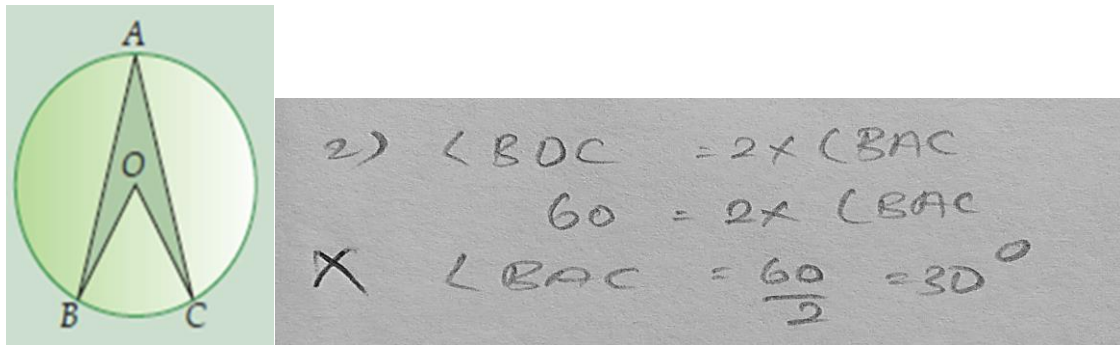 A
O
B
C
2) < BOC = 2 × < BAC
60 = 2 × < BAC
X < BAC = 60/2 = 30°